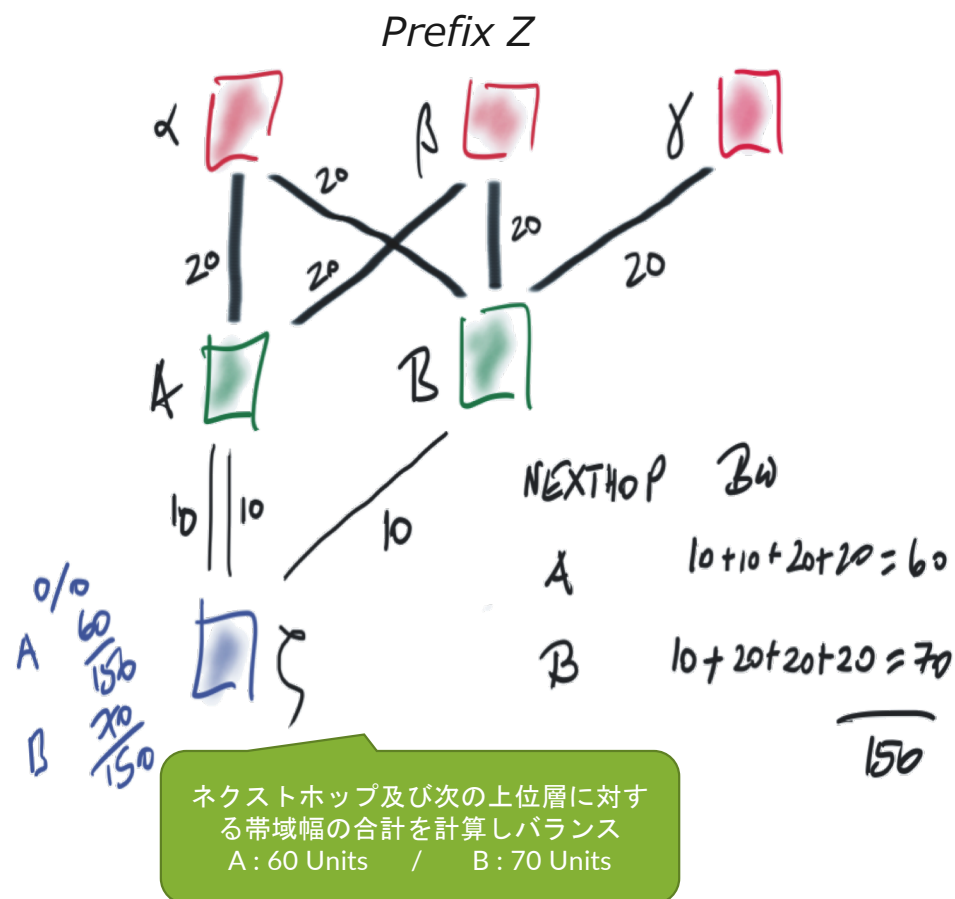 Prefix Z
α
β
γ
20
20
20
20
20
A
B
10
10
10
NEXTHOP BW
A 10+10+20+20=60
B 10+20+20+20=70
150
0/0
A 60/150
B 70/150
ζ
ネクストホップ及び次の上位層に対す
る帯域幅の合計を計算しバランス
A : 60 Units / B : 70 Units